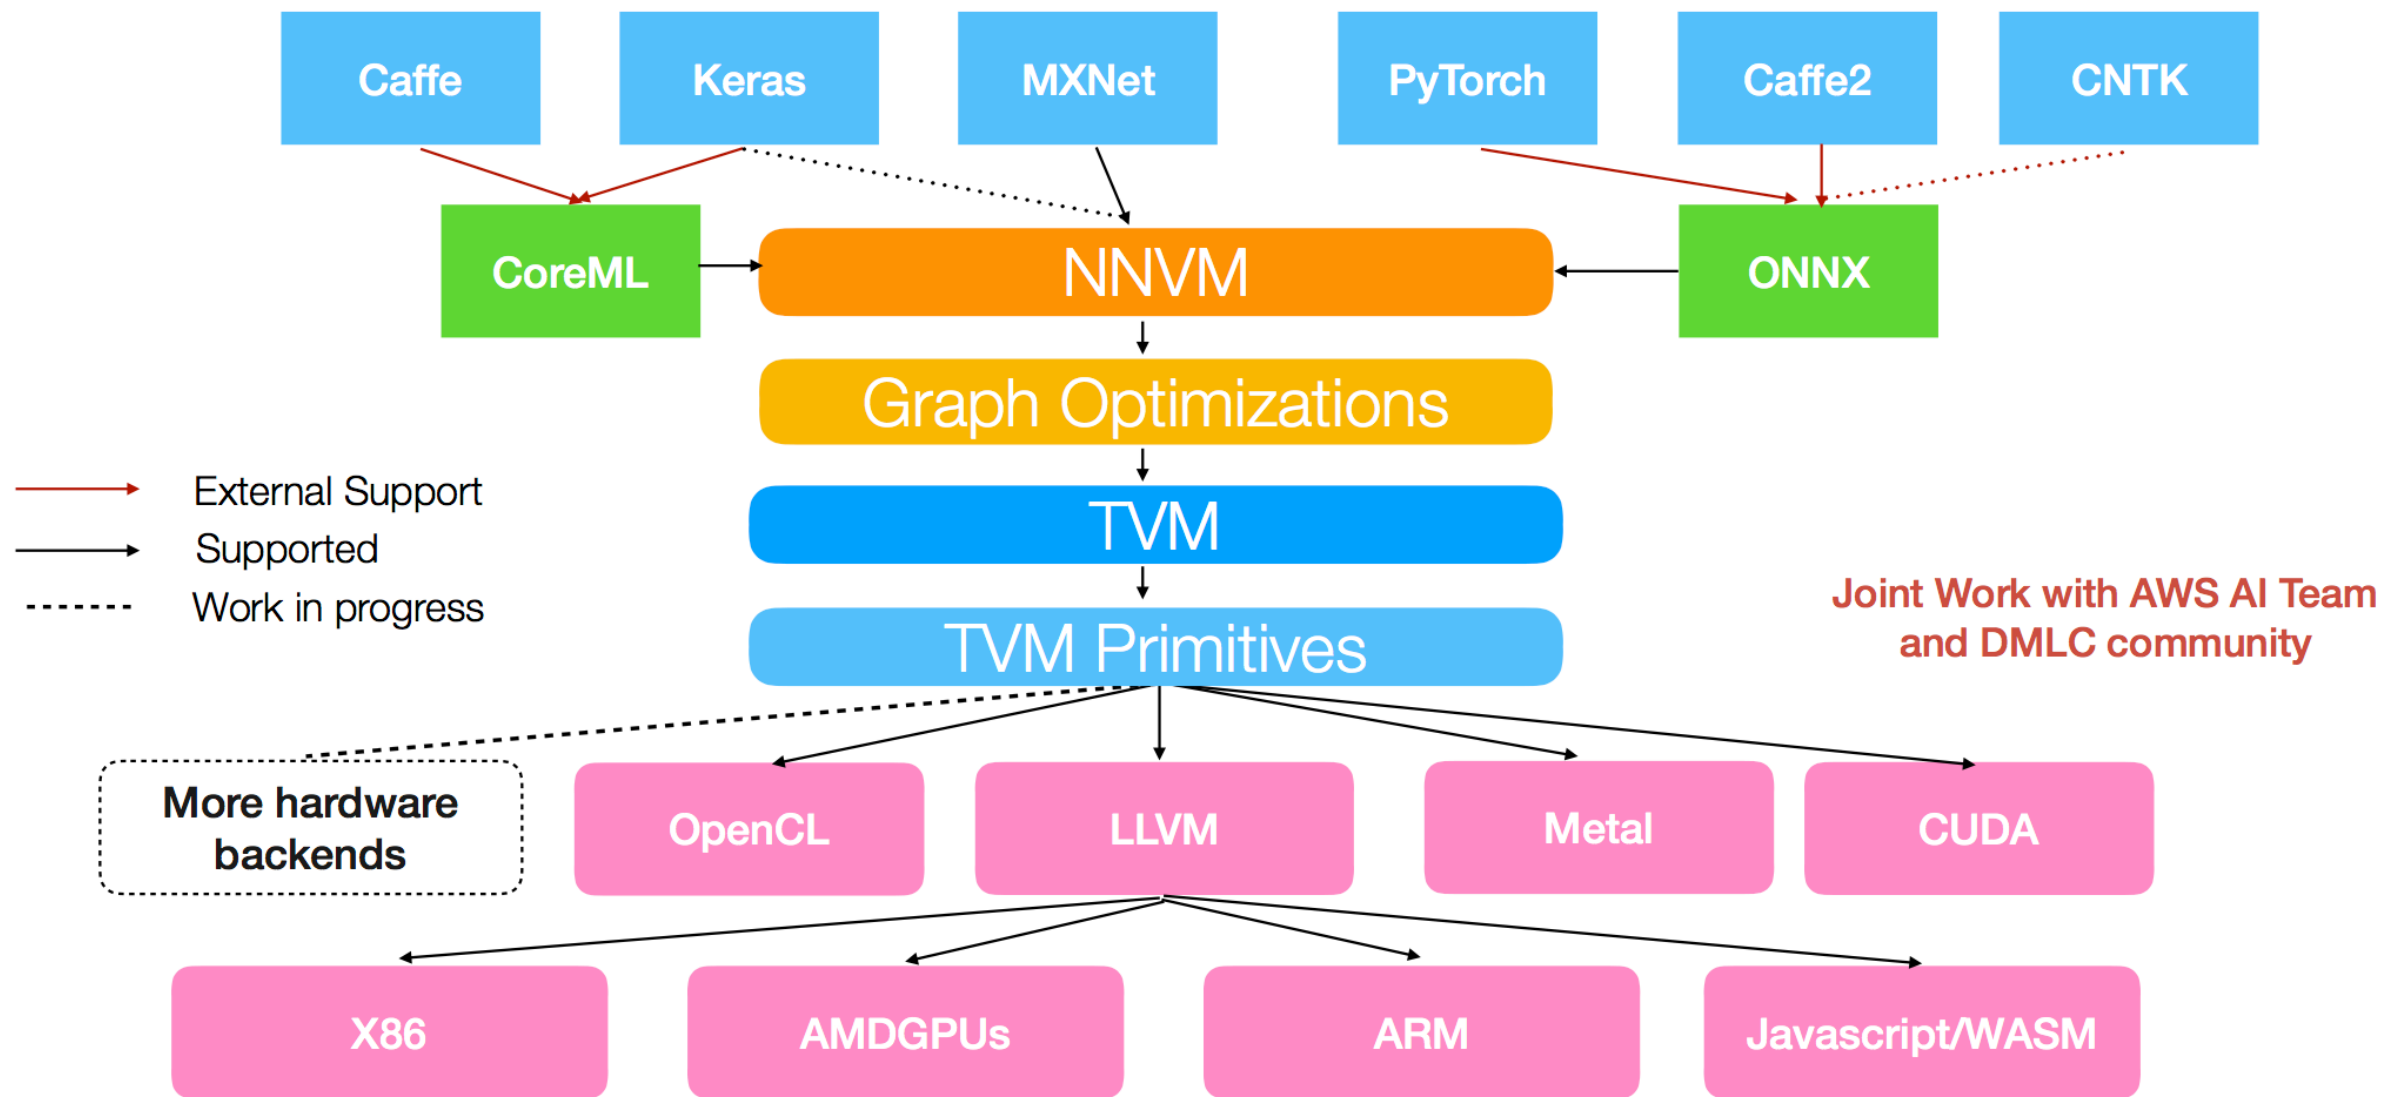 Caffe
Keras
MXNet
PyTorch
Caffe2
CNTK
CoreML
NNVM
ONNX
Graph Optimizations
External Support
Supported
Work in progress
TVM
TVM Primitives
Joint Work with AWS AI Team
and DMLC community
More hardware
backends
OpenCL
LLVM
Metal
CUDA
X86
AMDGPUs
ARM
Javascript/WASM